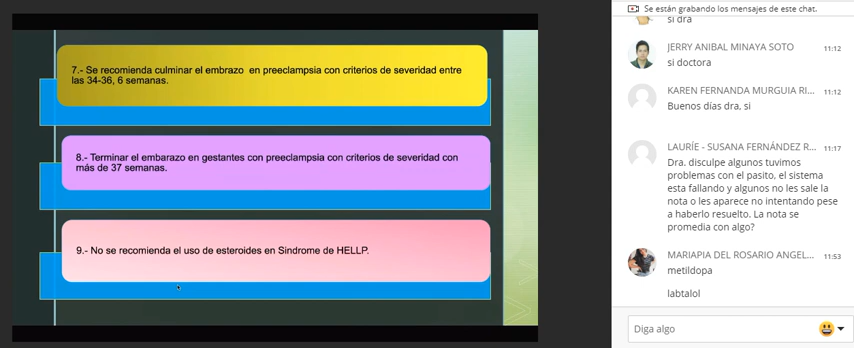 7.- Se recomienda culminar el embrazo  en preeclampsia con criterios de severidad entre
las 34-36, 6 semanas.
8.- Terminar el embarazo en gestantes con preeclampsia con criterios de severidad con
más de 37 semanas.
9.- No se recomienda el uso de esteroides en Sindrome de HELLP.
Se están grabando los mensajes de este chat.
si dra
JERRY ANIBAL MINAYA SOTO 11:12
si doctora
KAREN FERNANDA MURGUIA RI... 11:12
Buenos días dra, si
LAURÍE - SUSANA FERNÁNDEZ R... 11:17
Dra. disculpe algunos tuvimos
problemas con el pasito, el sistema
esta fallando y algunos no les sale la
nota o les aparece no intentando pese
a haberlo resuelto. La nota se
promedia con algo?
MARIAPIA DEL ROSARIO ANGEL... 11:53
metildopa
labtalol
Diga algo